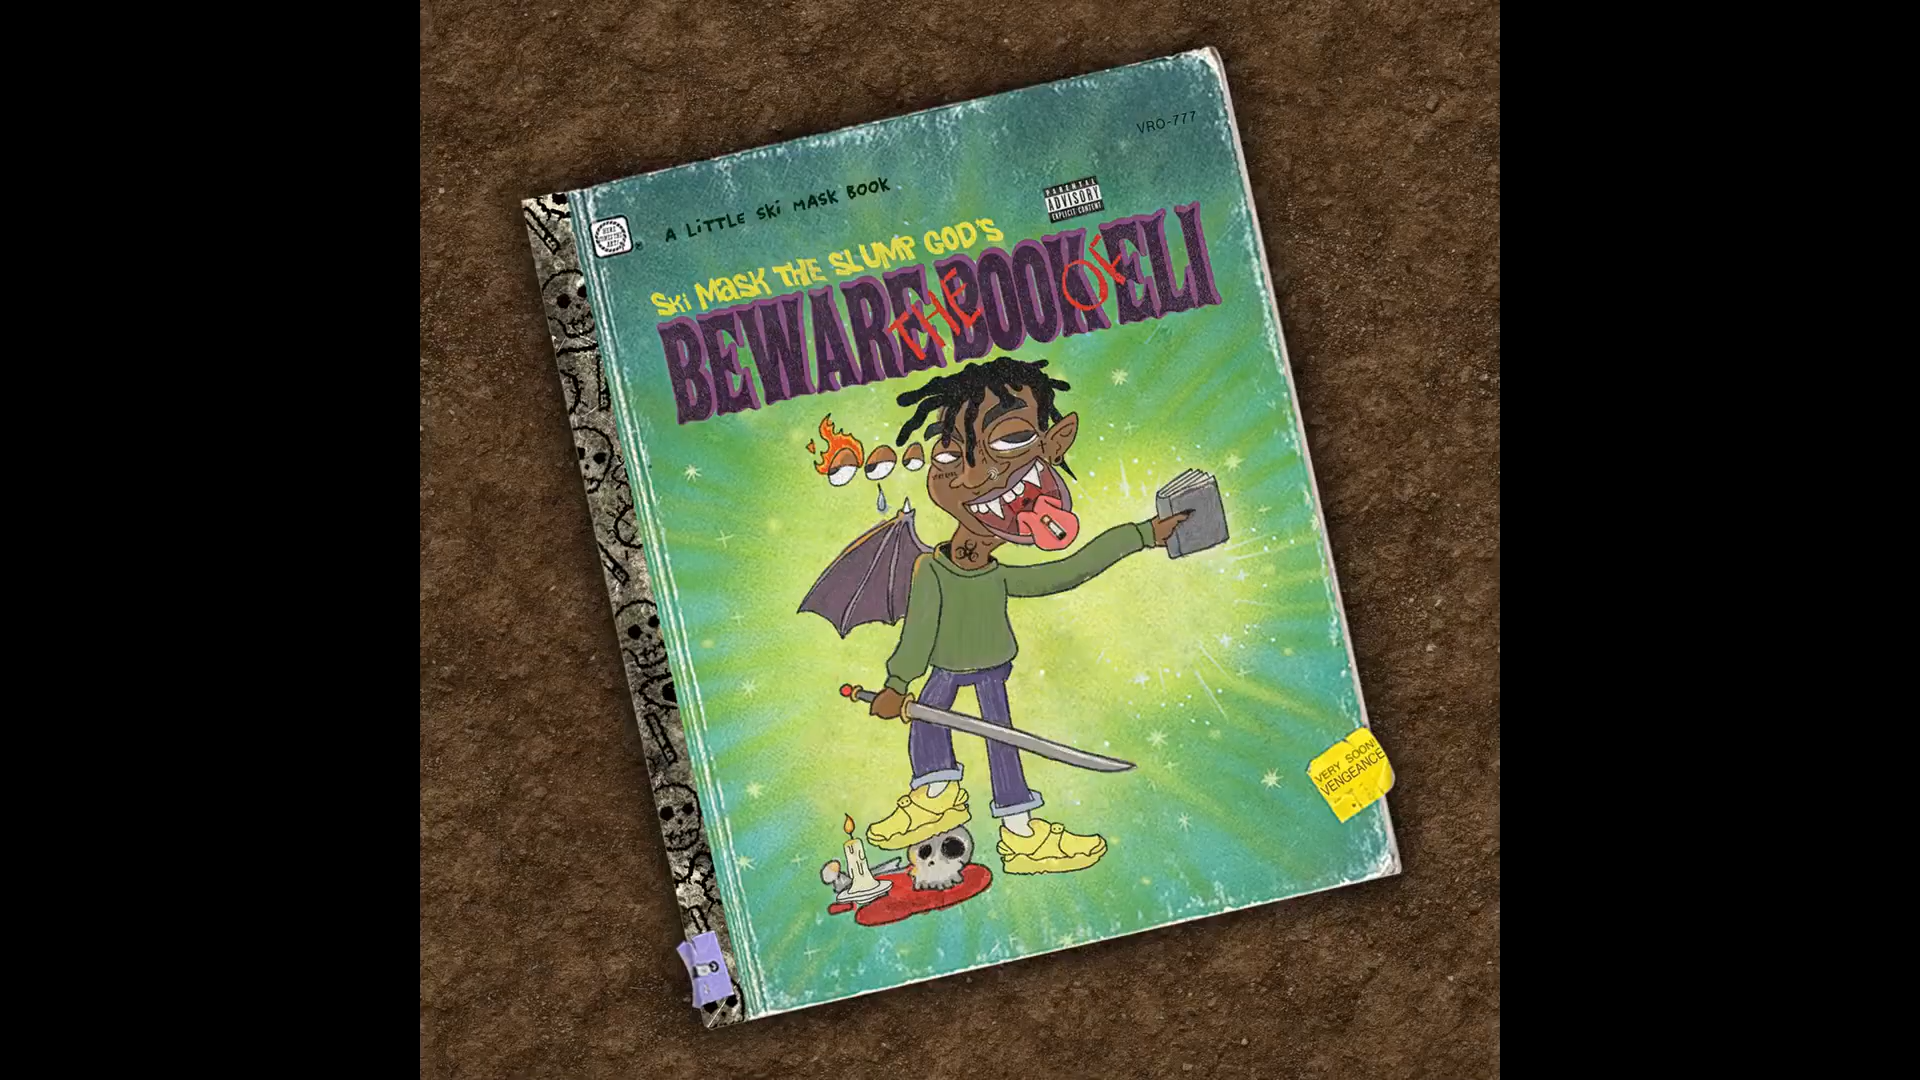 VRO-777
A LiTTLE Ski MASK BOOK
PARENTAL
ADVISORY
EXPLICIT CONTENT
Ski MaSK THE SLUMP GOD'S
BEWARE THE BOOK OF ELI
VERY SOON!
VENGEANCE